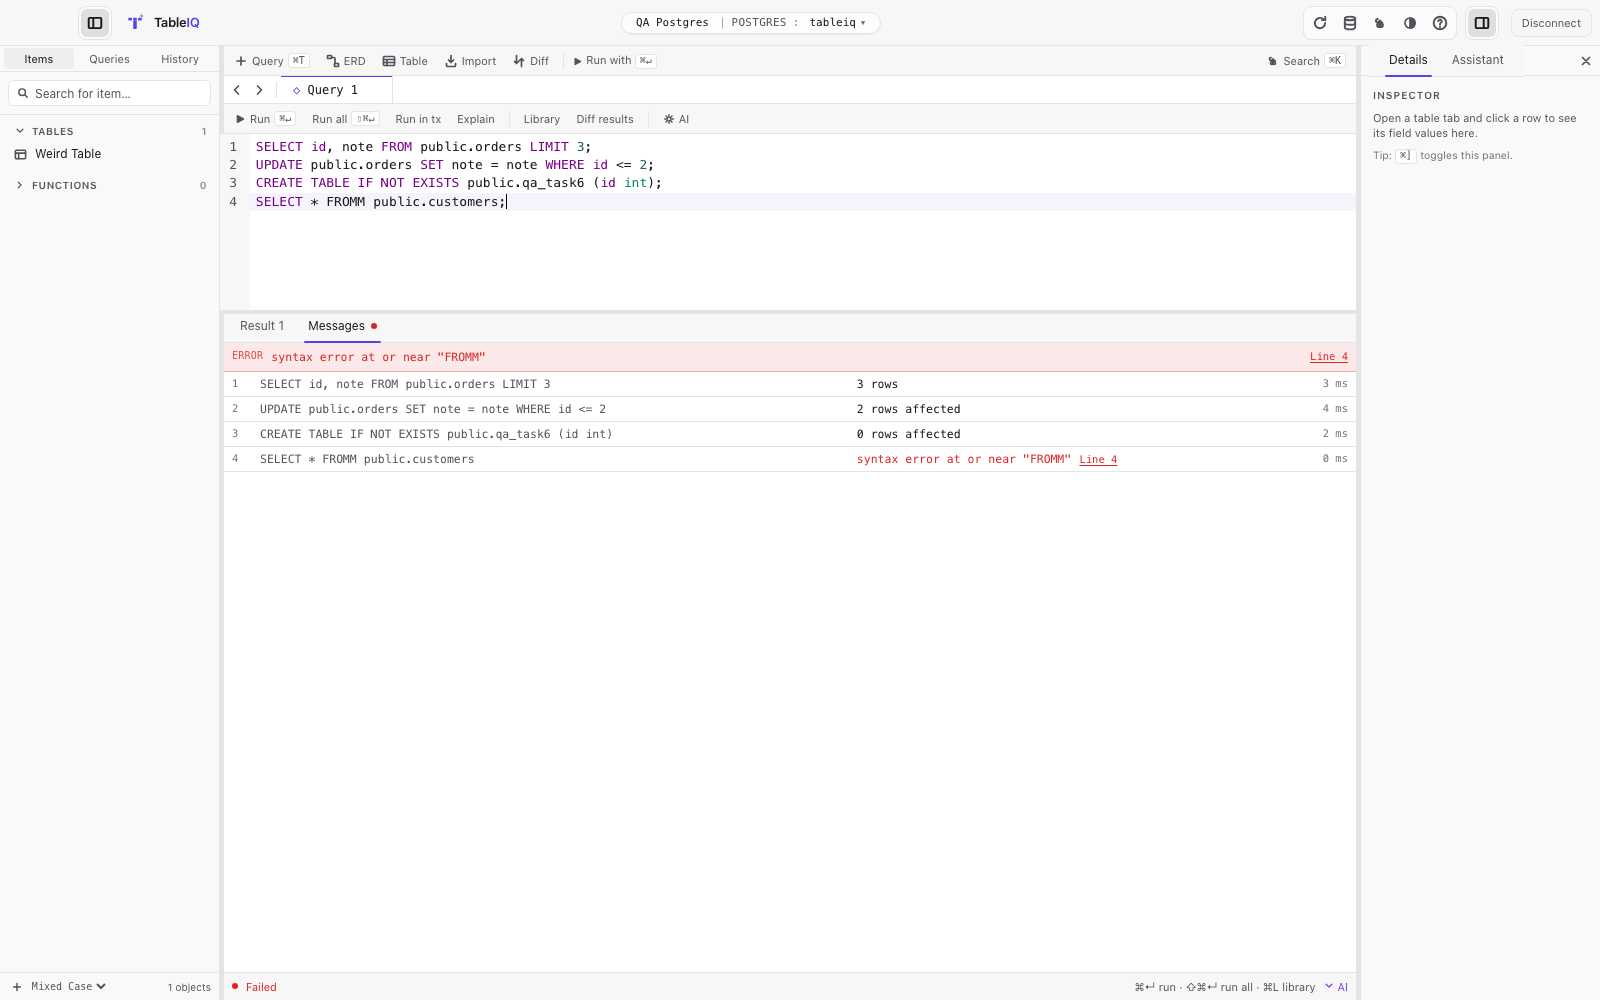 TableIQ
QA Postgres | POSTGRES : tableiq
Disconnect
Items Queries History
Search for item...
TABLES 1
Weird Table
FUNCTIONS 0
Query ⌘T ERD Table Import Diff Run with ⌘↵ Search ⌘K
Query 1
Run ⌘↵ Run all ⇧⌘↵ Run in tx Explain Library Diff results AI
1 SELECT id, note FROM public.orders LIMIT 3;
2 UPDATE public.orders SET note = note WHERE id <= 2;
3 CREATE TABLE IF NOT EXISTS public.qa_task6 (id int);
4 SELECT * FROMM public.customers;
Result 1 Messages
ERROR syntax error at or near "FROMM" Line 4
1 SELECT id, note FROM public.orders LIMIT 3 3 rows 3 ms
2 UPDATE public.orders SET note = note WHERE id <= 2 2 rows affected 4 ms
3 CREATE TABLE IF NOT EXISTS public.qa_task6 (id int) 0 rows affected 2 ms
4 SELECT * FROMM public.customers syntax error at or near "FROMM" Line 4 0 ms
Details Assistant
INSPECTOR
Open a table tab and click a row to see
its field values here.
Tip: ⌘] toggles this panel.
Mixed Case 1 objects
Failed
⌘↵ run · ⇧⌘↵ run all · ⌘L library AI